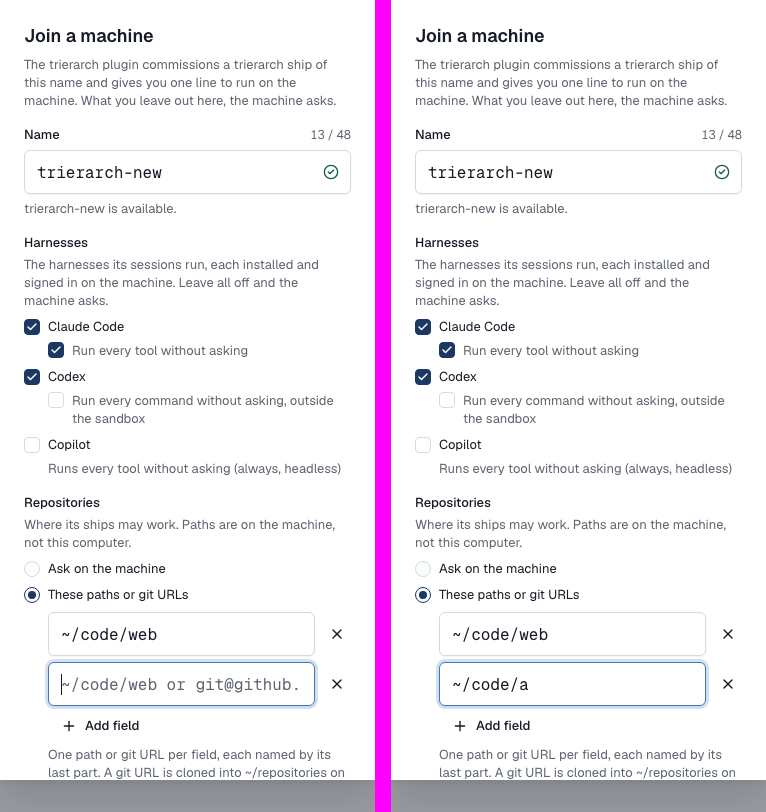 Join a machine
The trierarch plugin commissions a trierarch ship of
this name and gives you one line to run on the
machine. What you leave out here, the machine asks.
Name 13 / 48
trierarch-new
trierarch-new is available.
Harnesses
The harnesses its sessions run, each installed and
signed in on the machine. Leave all off and the
machine asks.
Claude Code
Run every tool without asking
Codex
Run every command without asking, outside
the sandbox
Copilot
Runs every tool without asking (always, headless)
Repositories
Where its ships may work. Paths are on the machine,
not this computer.
Ask on the machine
These paths or git URLs
~/code/web
~/code/web or git@github.
Add field
One path or git URL per field, each named by its
last part. A git URL is cloned into ~/repositories on
Join a machine
The trierarch plugin commissions a trierarch ship of
this name and gives you one line to run on the
machine. What you leave out here, the machine asks.
Name 13 / 48
trierarch-new
trierarch-new is available.
Harnesses
The harnesses its sessions run, each installed and
signed in on the machine. Leave all off and the
machine asks.
Claude Code
Run every tool without asking
Codex
Run every command without asking, outside
the sandbox
Copilot
Runs every tool without asking (always, headless)
Repositories
Where its ships may work. Paths are on the machine,
not this computer.
Ask on the machine
These paths or git URLs
~/code/web
~/code/a
Add field
One path or git URL per field, each named by its
last part. A git URL is cloned into ~/repositories on